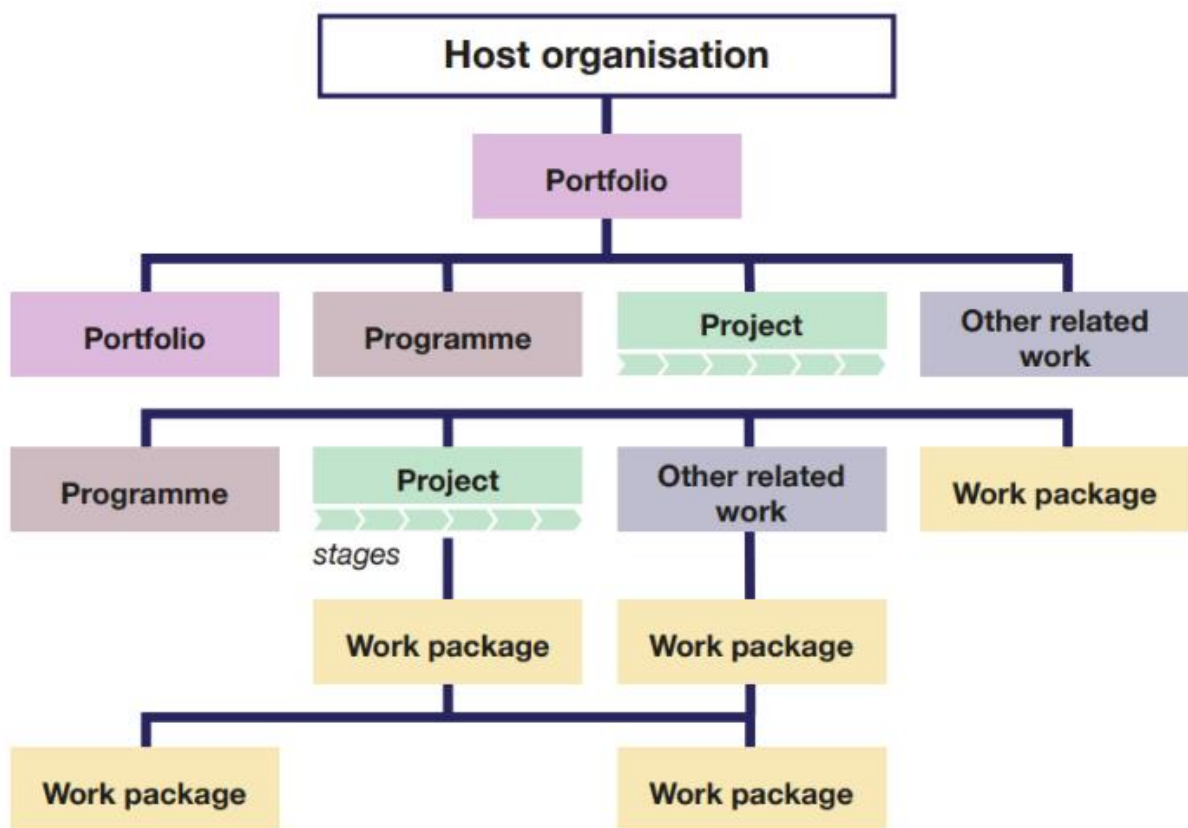 Host organisation
Portfolio
Portfolio
Programme
Project
Other related
work
Programme
Project
Other related
work
Work package
stages
Work package
Work package
Work package
Work package